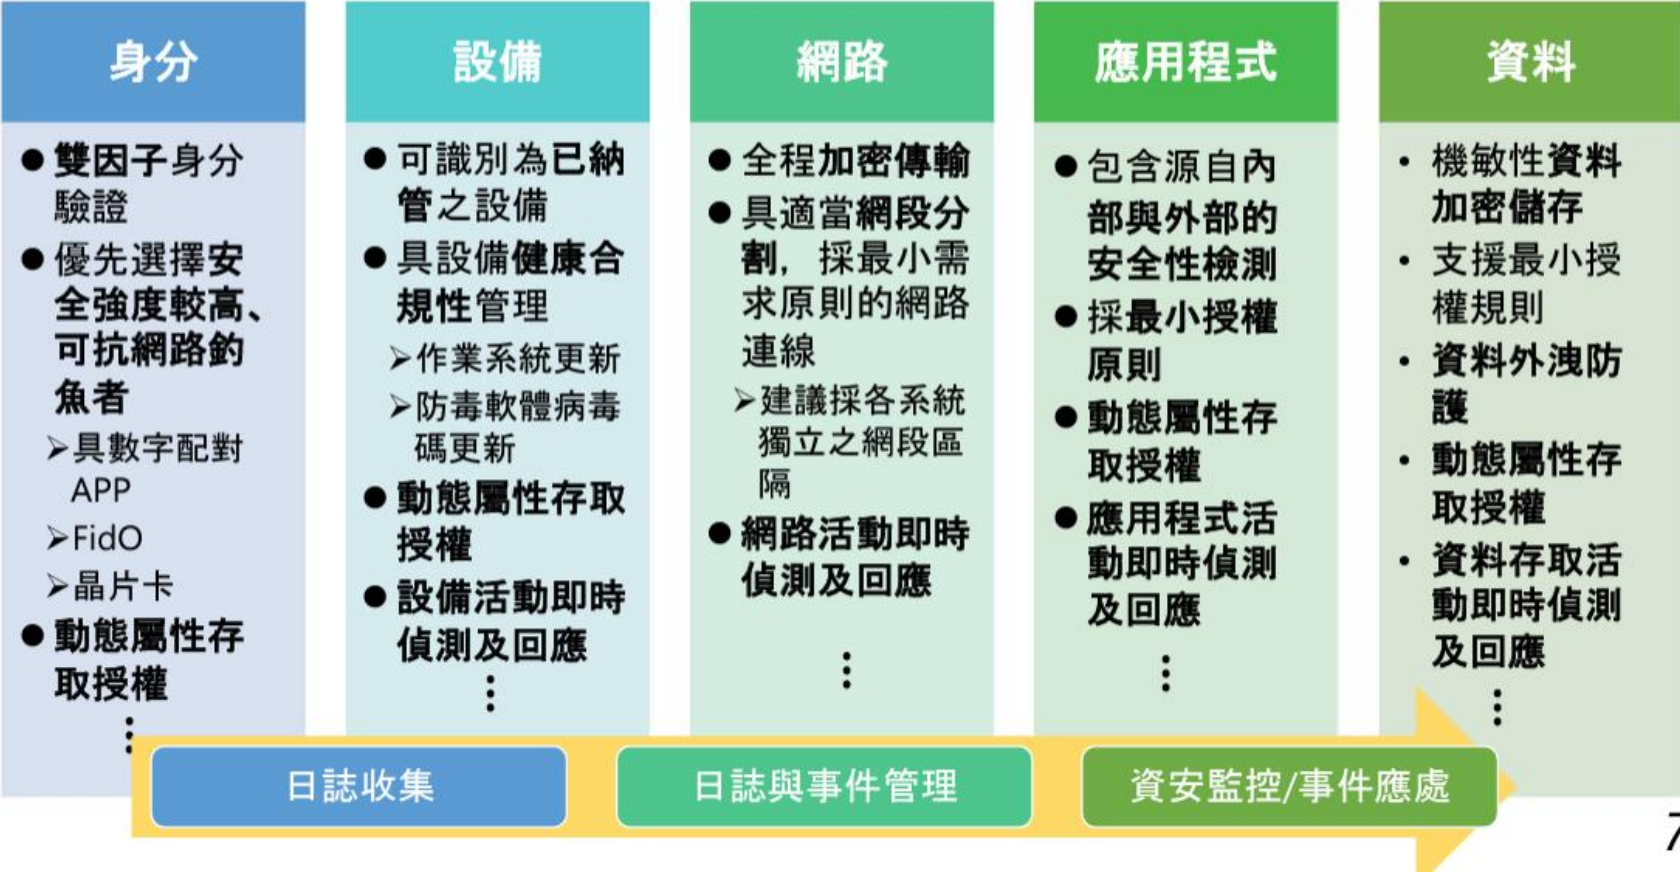 身分
● 雙因子身分
驗證
● 優先選擇安
全強度較高、
可抗網路釣
魚者
➢具數字配對
APP
➢FidO
➢晶片卡
● 動態屬性存
取授權
⋮
設備
● 可識別為已納
管之設備
● 具設備健康合
規性管理
➢作業系統更新
➢防毒軟體病毒
碼更新
● 動態屬性存取
授權
● 設備活動即時
偵測及回應
⋮
網路
● 全程加密傳輸
● 具適當網段分
割，採最小需
求原則的網路
連線
➢建議採各系統
獨立之網段區
隔
● 網路活動即時
偵測及回應
⋮
應用程式
● 包含源自內
部與外部的
安全性檢測
● 採最小授權
原則
● 動態屬性存
取授權
● 應用程式活
動即時偵測
及回應
⋮
資料
• 機敏性資料
加密儲存
• 支援最小授
權規則
• 資料外洩防
護
• 動態屬性存
取授權
• 資料存取活
動即時偵測
及回應
⋮
日誌收集
日誌與事件管理
資安監控/事件應處
7